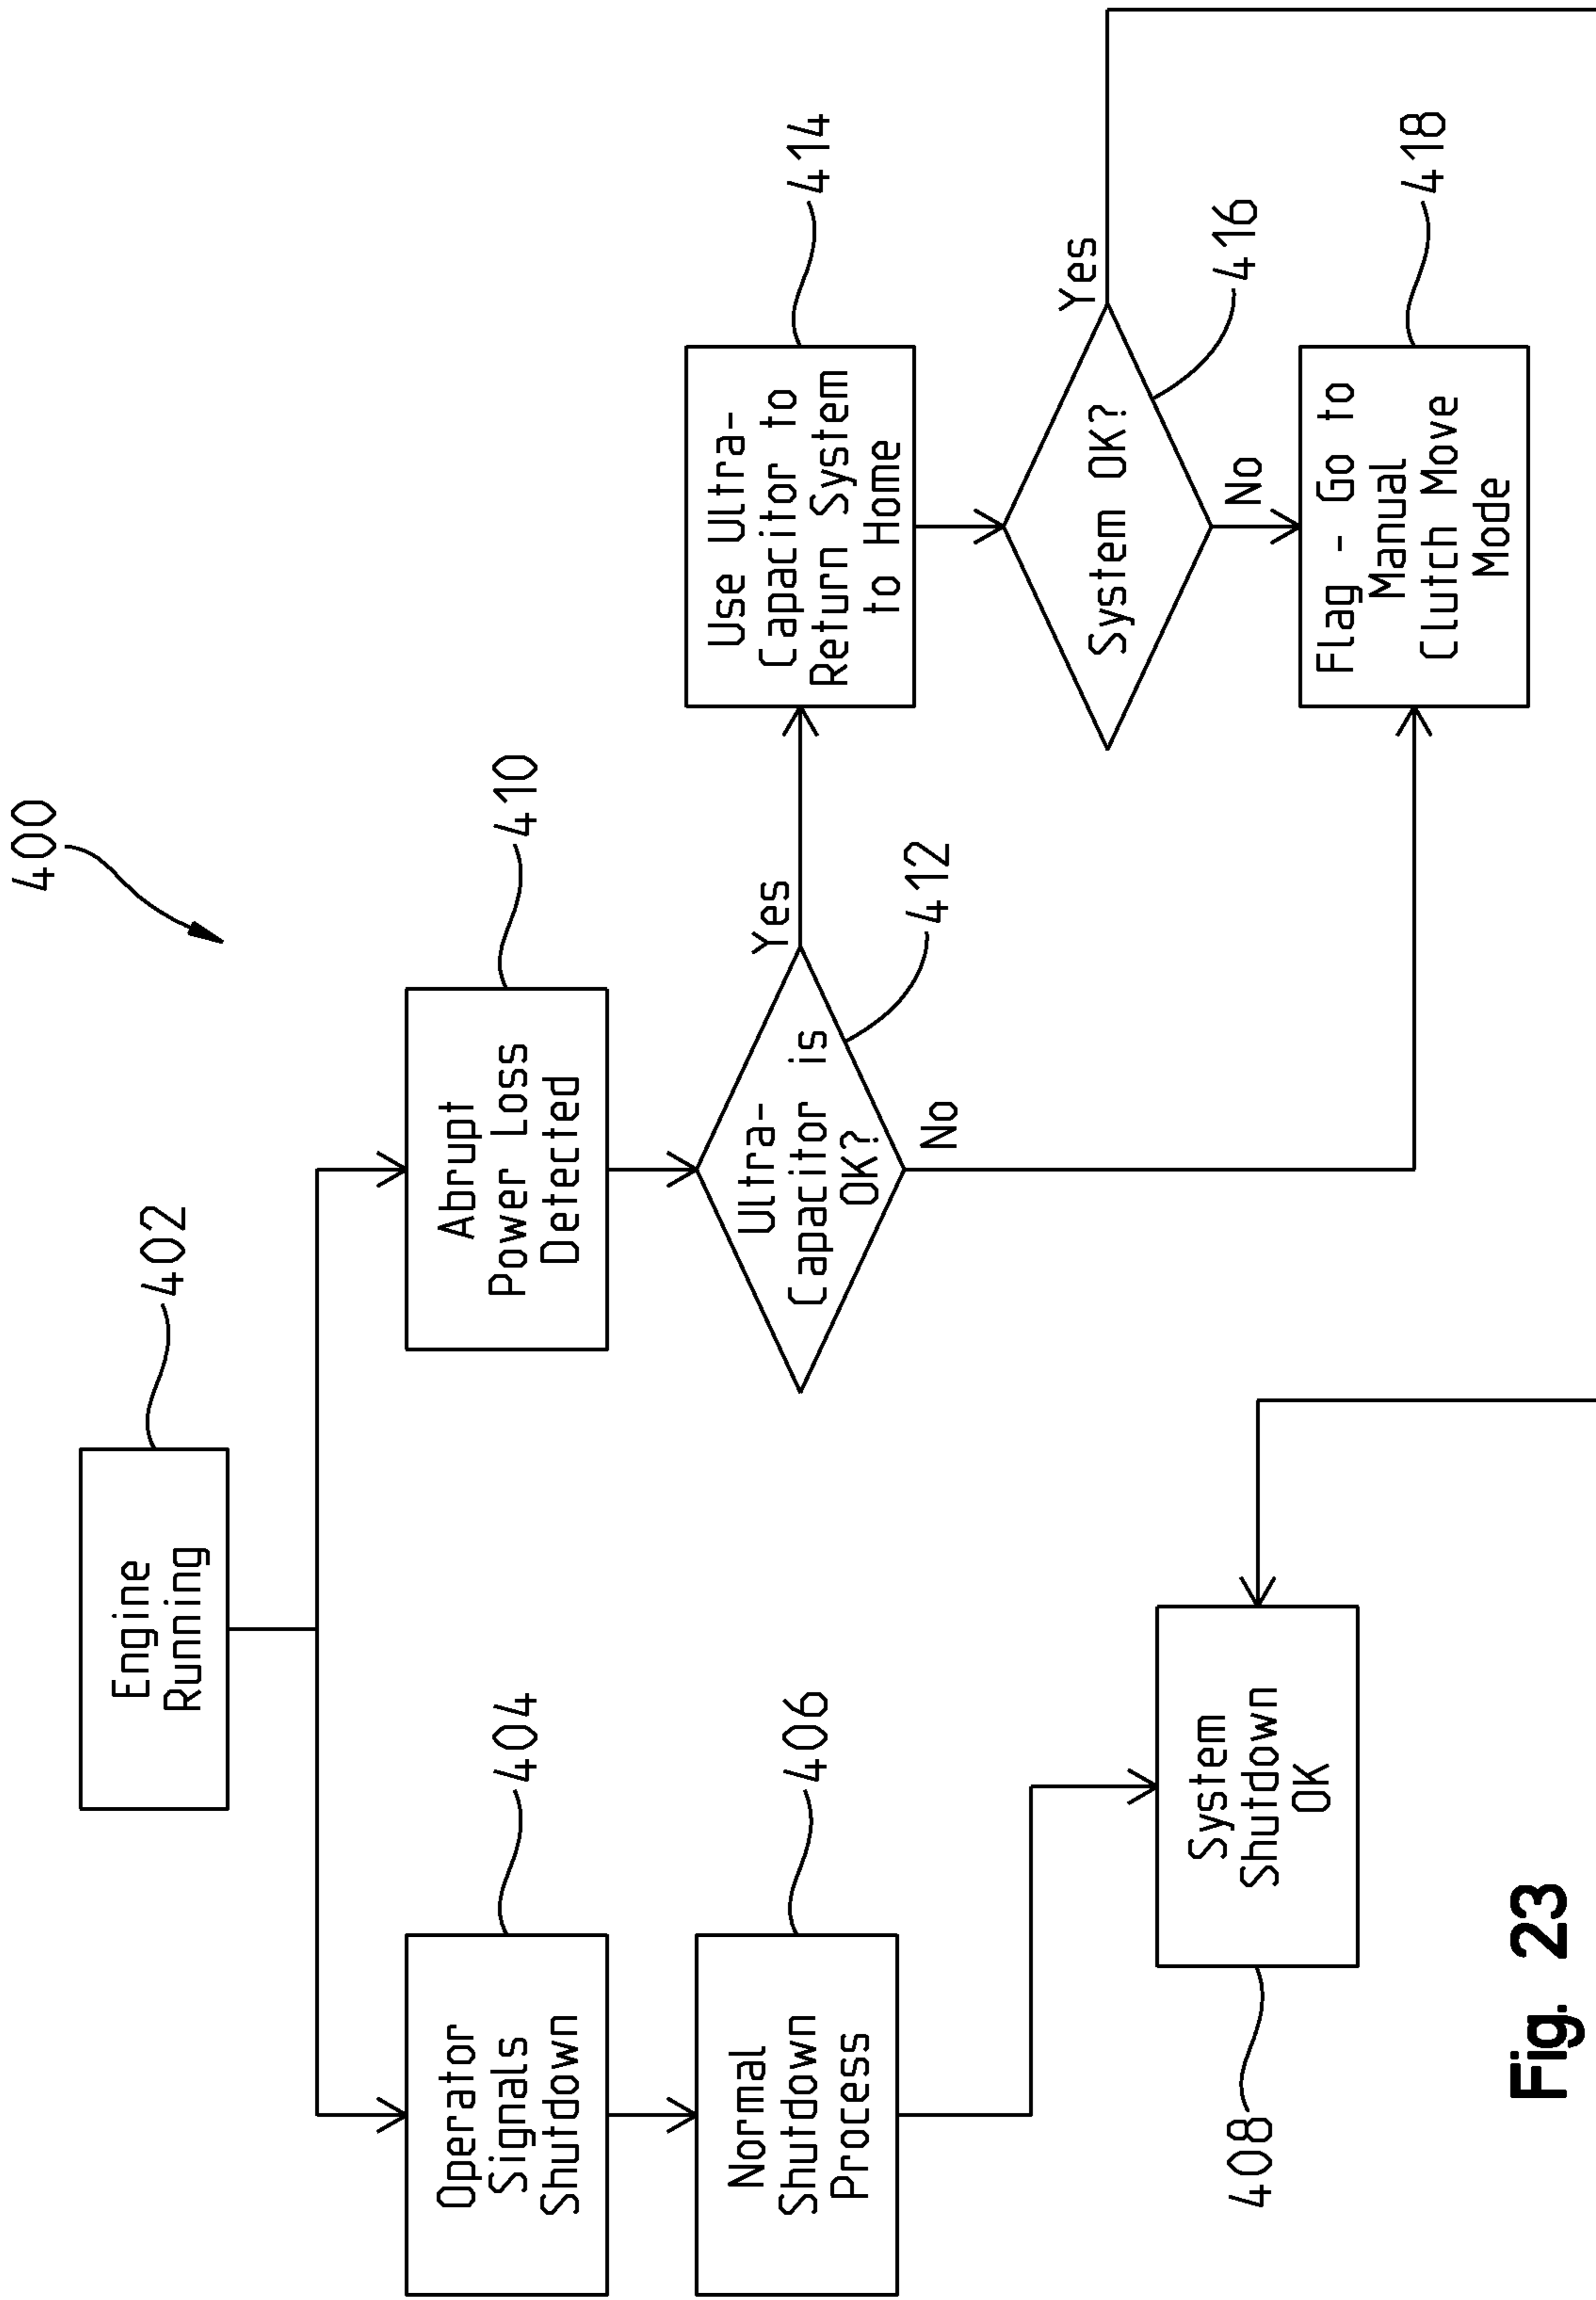 400
Engine
Running
402
Operator
Signals
Shutdown
404
Abrupt
Power Loss
Detected
410
Normal
Shutdown
Process
406
Ultra-
Capacitor is
OK?
Yes
No
412
Use Ultra-
Capacitor to
Return System
to Home
414
System OK?
Yes
No
416
System
Shutdown
OK
408
Flag - Go to
Manual
Clutch Move
Mode
418
Fig. 23